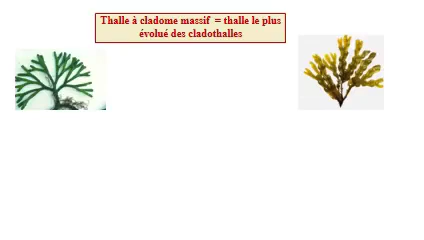 Thalle à cladome massif = thalle le plus
évolué des cladothalles